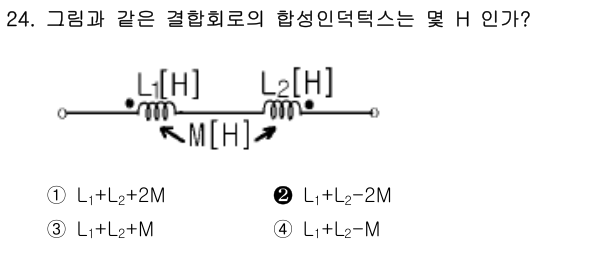 24. 그림과 같은 결합회로의 합성인덕턱스는 몇 H 인가?
L₁[H] L₂[H]
M[H]
① L₁+L₂+2M ❷ L₁+L₂-2M
③ L₁+L₂+M ④ L₁+L₂-M